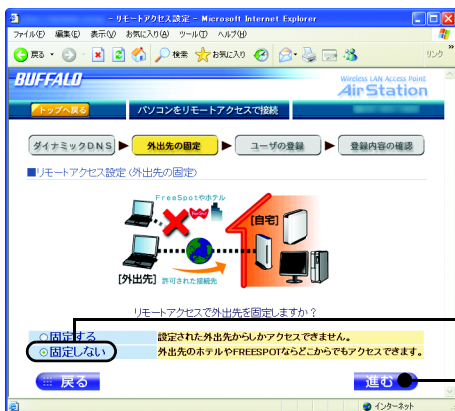 - リモートアクセス設定 - Microsoft Internet Explorer
ファイル(F) 編集(E) 表示(V) お気に入り(A) ツール(T) ヘルプ(H)
戻る 検索 お気に入り リンク »
BUFFALO
Wireless LAN Access Point
AirStation
トップへ戻る パソコンをリモートアクセスで接続
ダイナミックDNS 外出先の固定 ユーザの登録 登録内容の確認
■リモートアクセス設定(外出先の固定)
FreeSpotやホテル
[自宅]
[外出先] 許可された接続先
リモートアクセスで外出先を固定しますか?
固定する 設定された外出先からしかアクセスできません。
固定しない 外出先のホテルやFREESPOTならどこからでもアクセスできます。
戻る 進む
インターネット